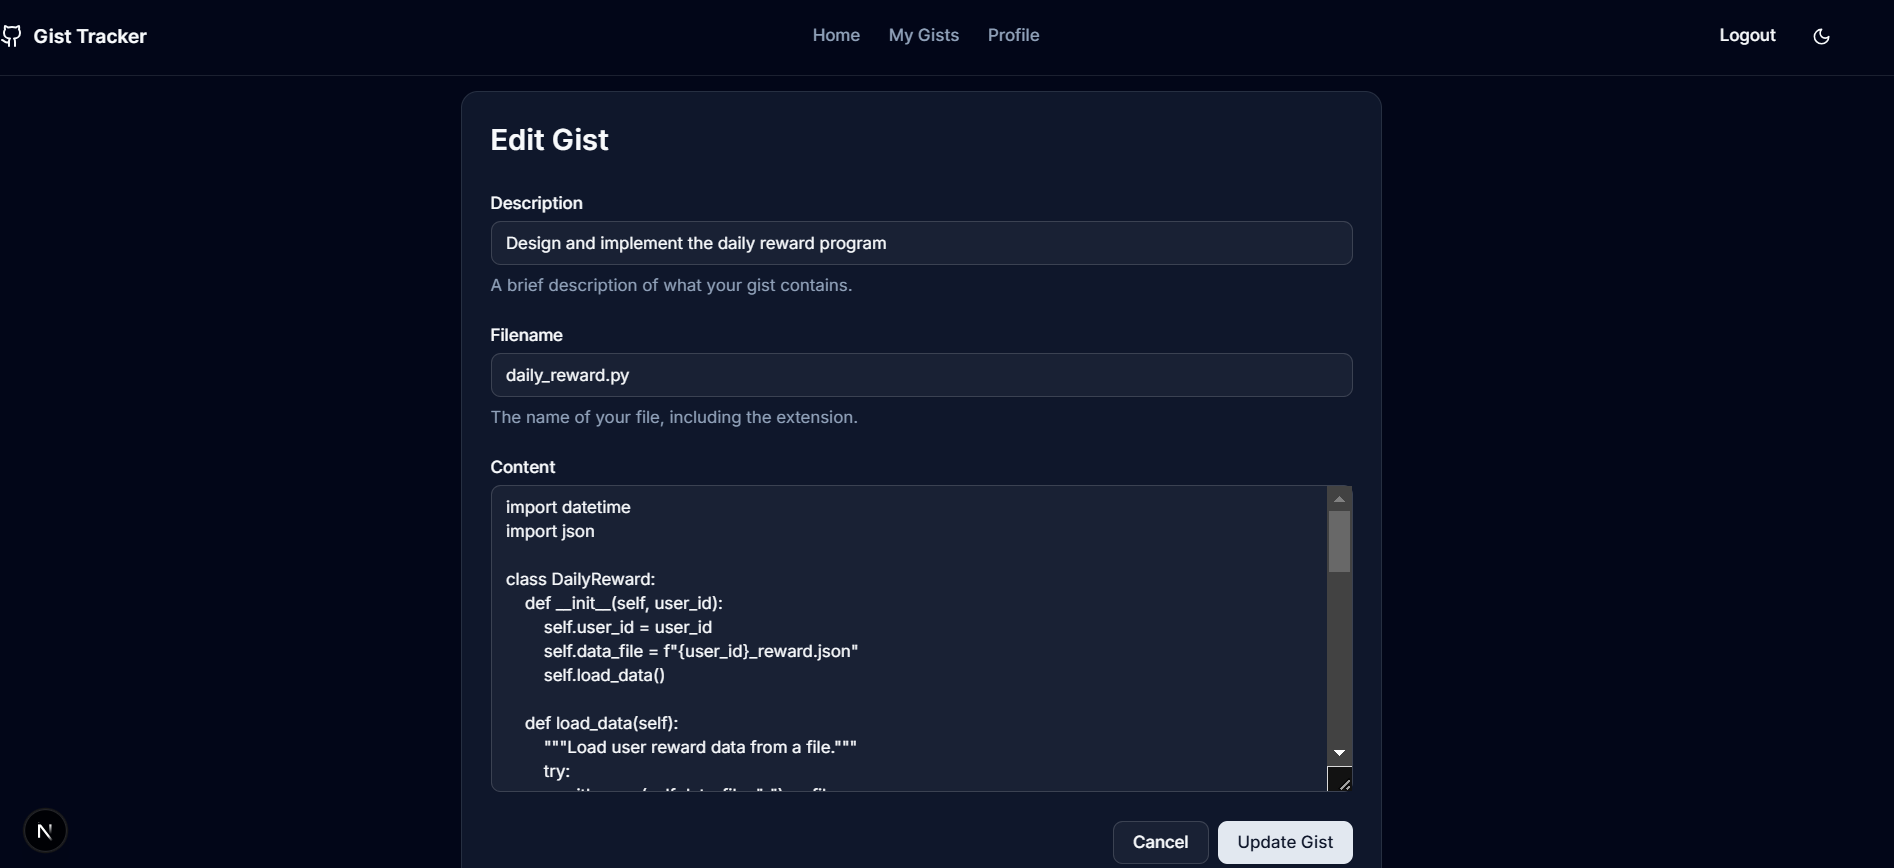 Gist Tracker
Home
My Gists
Profile
Logout
Edit Gist
Description
Design and implement the daily reward program
A brief description of what your gist contains.
Filename
daily_reward.py
The name of your file, including the extension.
Content
import datetime
import json
class DailyReward:
def __init__(self, user_id):
self.user_id = user_id
self.data_file = f"{user_id}_reward.json"
self.load_data()
def load_data(self):
"""Load user reward data from a file."""
try:
Cancel
Update Gist
N